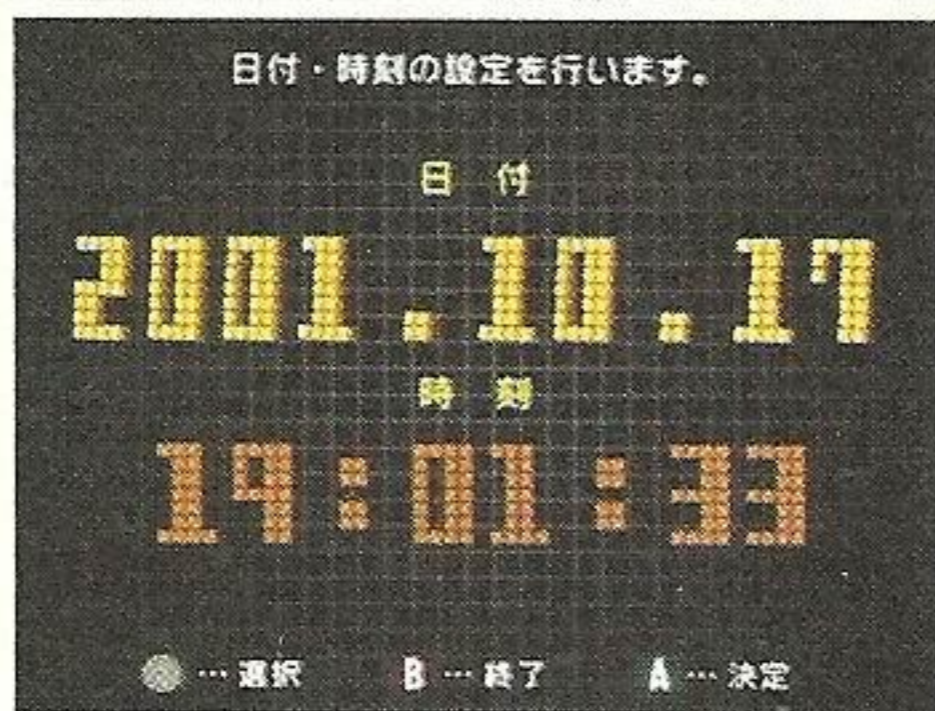 日付・時刻の設定を行います。
日 付
2001.10.17
時 刻
19:01:33
…選択 B…終了 A…決定